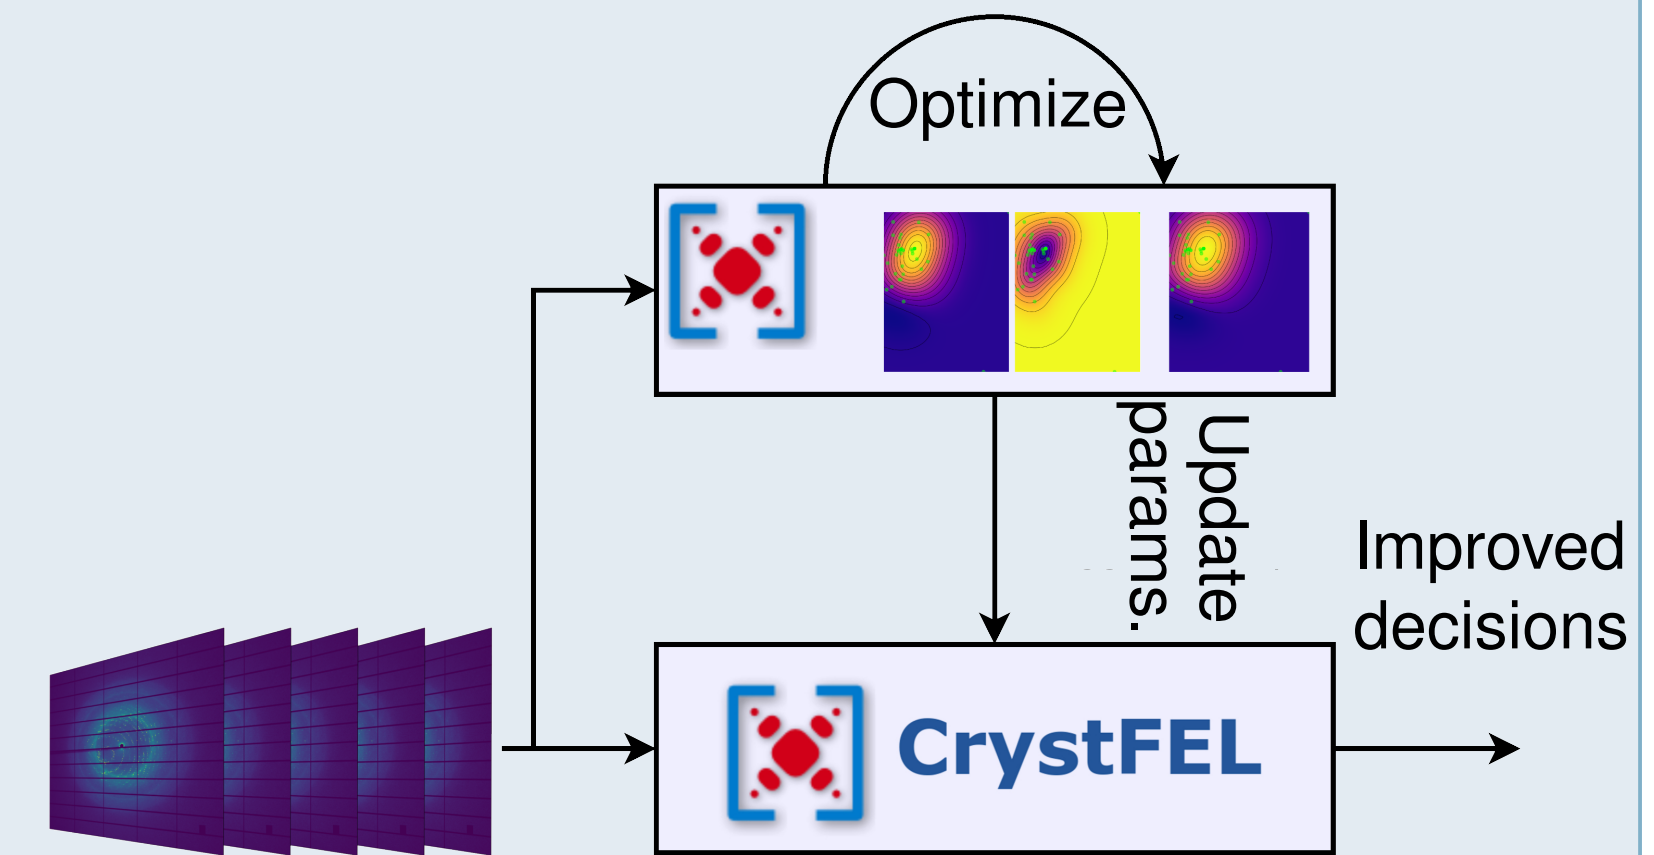 Optimize
Update
params.
Improved
decisions
CrystFEL